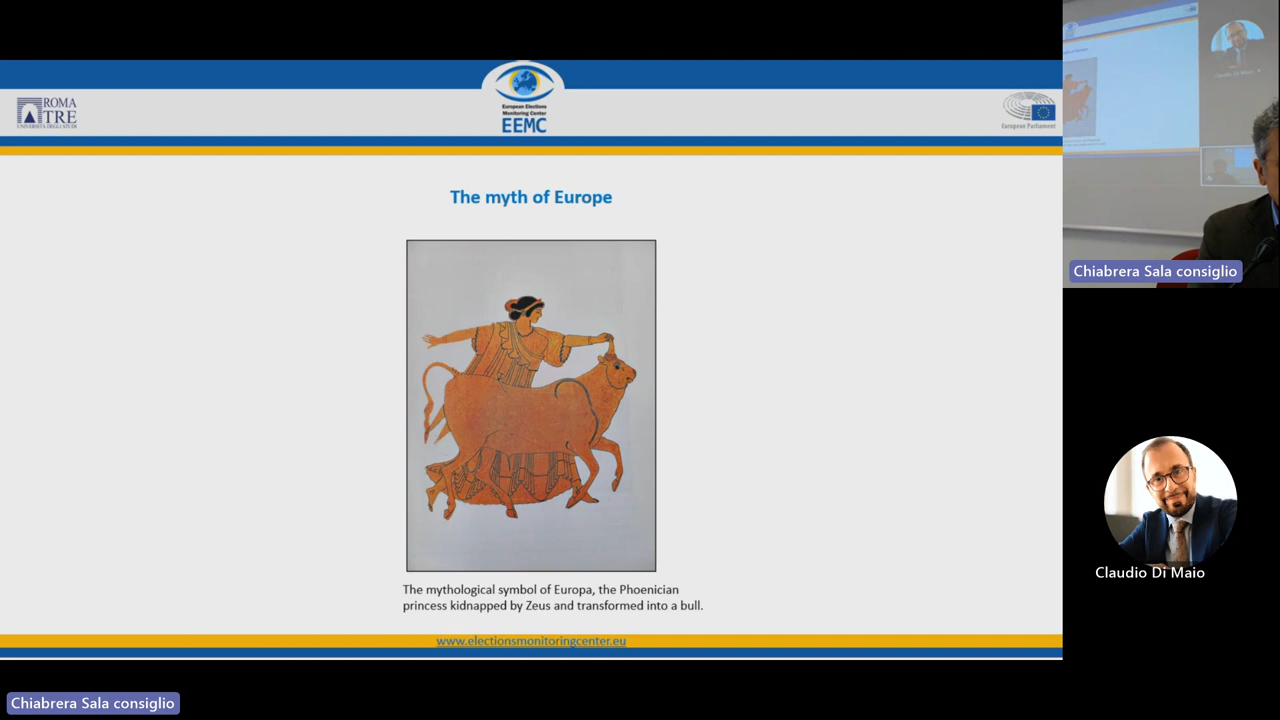 ROMA
TRE
UNIVERSITÀ DEGLI STUDI
European Elections
Monitoring Center
EEMC
European Parliament
The myth of Europe
The mythological symbol of Europa, the Phoenician
princess kidnapped by Zeus and transformed into a bull.
www.electionsmonitoringcenter.eu
Chiabrera Sala consiglio
Claudio Di Maio
Chiabrera Sala consiglio